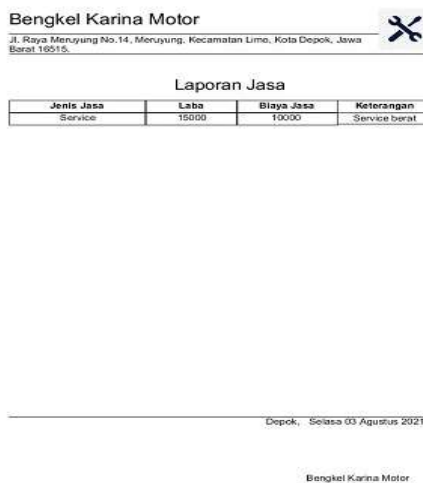 Bengkel Karina Motor
Jl. Raya Meruyung No.14, Meruyung, Kecamatan Limo, Kota Depok, Jawa
Barat 16515.
Laporan Jasa
Jenis Jasa Laba Biaya Jasa Keterangan
Service 15000 10000 Service berat
Depok, Selasa 03 Agustus 2021
Bengkel Karina Motor